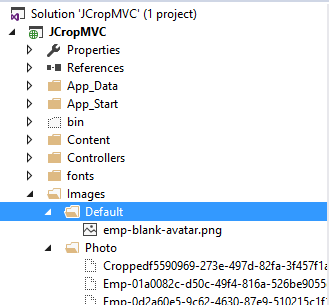 Solution 'JCropMVC' (1 project)
JCropMVC
Properties
References
App_Data
App_Start
bin
Content
Controllers
fonts
Images
Default
emp-blank-avatar.png
Photo
Croppedf5590969-273e-497d-82fa-3f457f1a
Emp-01a0082c-d50c-49f4-816a-526be9055
Emp-0d2a60e5-9c62-4630-87e9-510215c1f